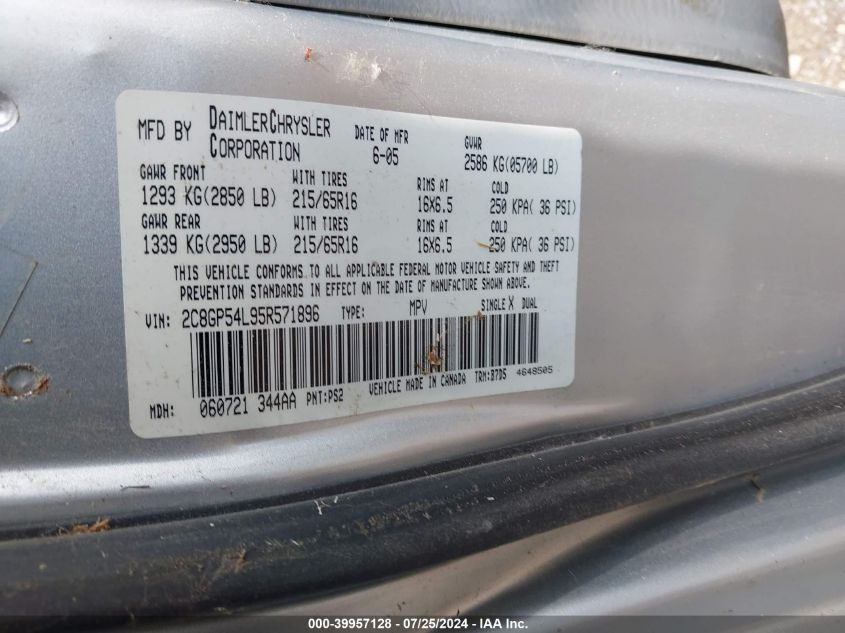 MFD BY DAIMLERCHRYSLER CORPORATION DATE OF MFR 6-05 GVWR 2586 KG(05700 LB)
GAWR FRONT WITH TIRES RIMS AT COLD
1293 KG(2850 LB) 215/65R16 16X6.5 250 KPA( 36 PSI)
GAWR REAR WITH TIRES RIMS AT COLD
1339 KG(2950 LB) 215/65R16 16X6.5 250 KPA( 36 PSI)
THIS VEHICLE CONFORMS TO ALL APPLICABLE FEDERAL MOTOR VEHICLE SAFETY AND THEFT
PREVENTION STANDARDS IN EFFECT ON THE DATE OF MANUFACTURE SHOWN ABOVE.
VIN: 2C8GP54L95R571896 TYPE: MPV SINGLE X DUAL
MDH: 060721 344AA PNT:PS2 VEHICLE MADE IN CANADA TRM:B7D5 4648505
000-39957128 - 07/25/2024 - IAA Inc.